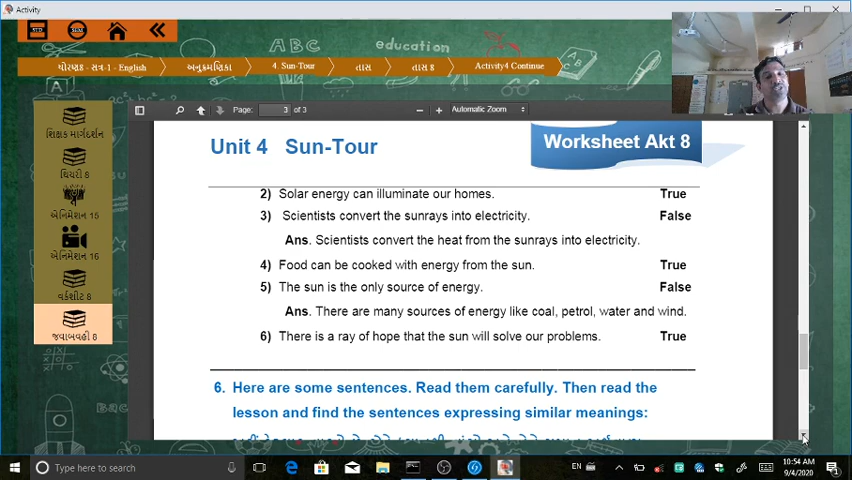 Activity
STD
SEM
ABC
education
ધોરણ૬ - સત્ર-1 - English
અનુક્રમણિકા
4. Sun-Tour
તાસ
તાસ 8
Activity4 Continue
Page:
3
of 3
Automatic Zoom
શિક્ષક માર્ગદર્શન
થિયરી 8
એનિમેશન 15
એનિમેશન 16
વર્કશીટ 8
જવાબવહી 8
Unit 4 Sun-Tour
Worksheet Akt 8
2) Solar energy can illuminate our homes. True
3) Scientists convert the sunrays into electricity. False
Ans. Scientists convert the heat from the sunrays into electricity.
4) Food can be cooked with energy from the sun. True
5) The sun is the only source of energy. False
Ans. There are many sources of energy like coal, petrol, water and wind.
6) There is a ray of hope that the sun will solve our problems. True
6. Here are some sentences. Read them carefully. Then read the
lesson and find the sentences expressing similar meanings:
Type here to search
ENG
10:54 AM
9/4/2020